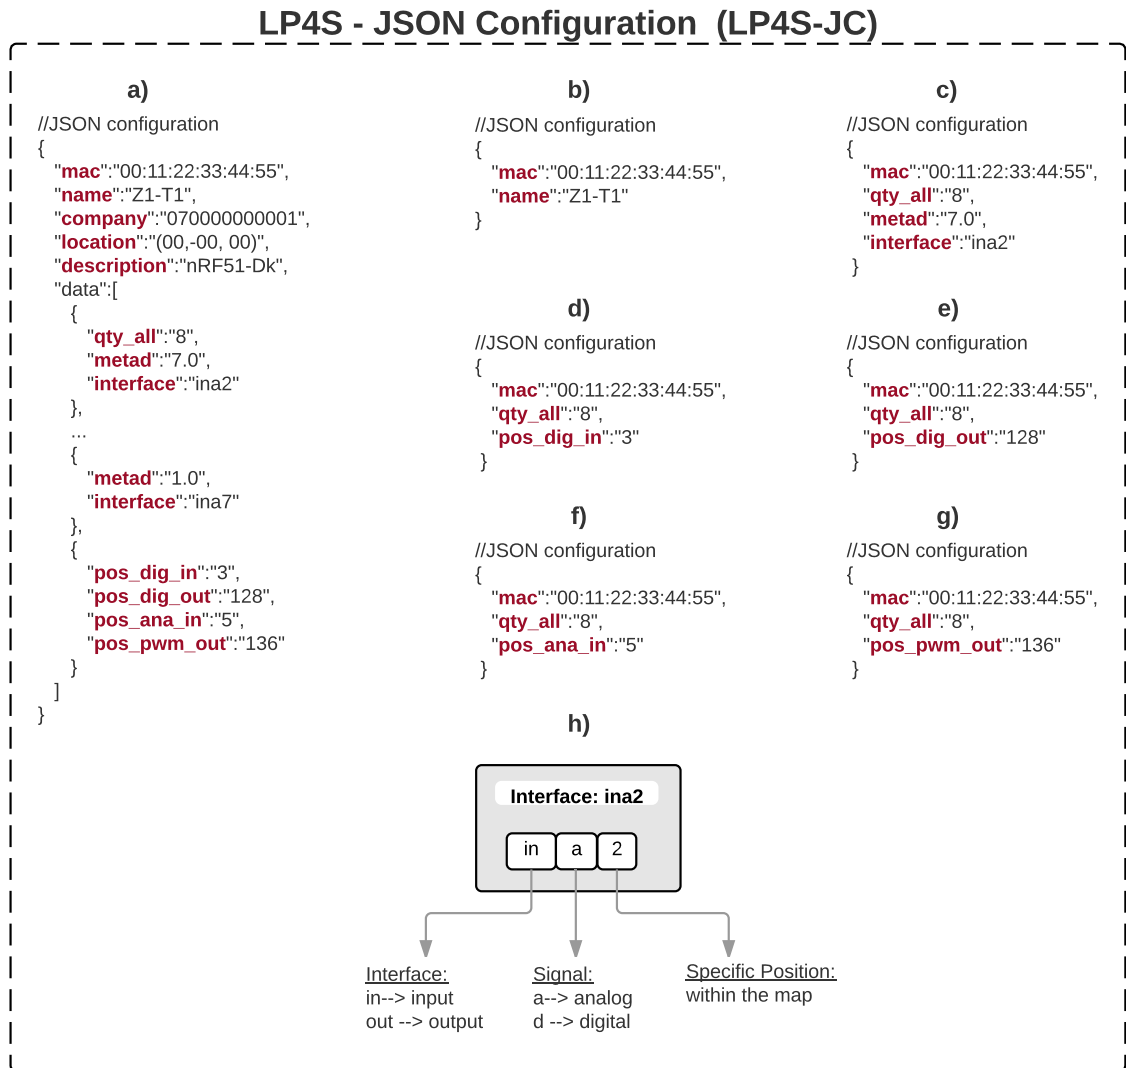 LP4S - JSON Configuration  (LP4S-JC)
a)
//JSON configuration
{
"mac":"00:11:22:33:44:55",
"name":"Z1-T1",
"company":"070000000001",
"location":"(00,-00, 00)",
"description":"nRF51-Dk",
"data":[
{
"qty_all":"8",
"metad":"7.0",
"interface":"ina2"
},
...
{
"metad":"1.0",
"interface":"ina7"
},
{
"pos_dig_in":"3",
"pos_dig_out":"128",
"pos_ana_in":"5",
"pos_pwm_out":"136"
}
]
}
b)
//JSON configuration
{
"mac":"00:11:22:33:44:55",
"name":"Z1-T1"
}
c)
//JSON configuration
{
"mac":"00:11:22:33:44:55",
"qty_all":"8",
"metad":"7.0",
"interface":"ina2"
}
d)
//JSON configuration
{
"mac":"00:11:22:33:44:55",
"qty_all":"8",
"pos_dig_in":"3"
}
e)
//JSON configuration
{
"mac":"00:11:22:33:44:55",
"qty_all":"8",
"pos_dig_out":"128"
}
f)
//JSON configuration
{
"mac":"00:11:22:33:44:55",
"qty_all":"8",
"pos_ana_in":"5"
}
g)
//JSON configuration
{
"mac":"00:11:22:33:44:55",
"qty_all":"8",
"pos_pwm_out":"136"
}
h)
Interface: ina2
in a 2
Interface:
in--> input
out --> output
Signal:
a--> analog
d --> digital
Specific Position:
within the map